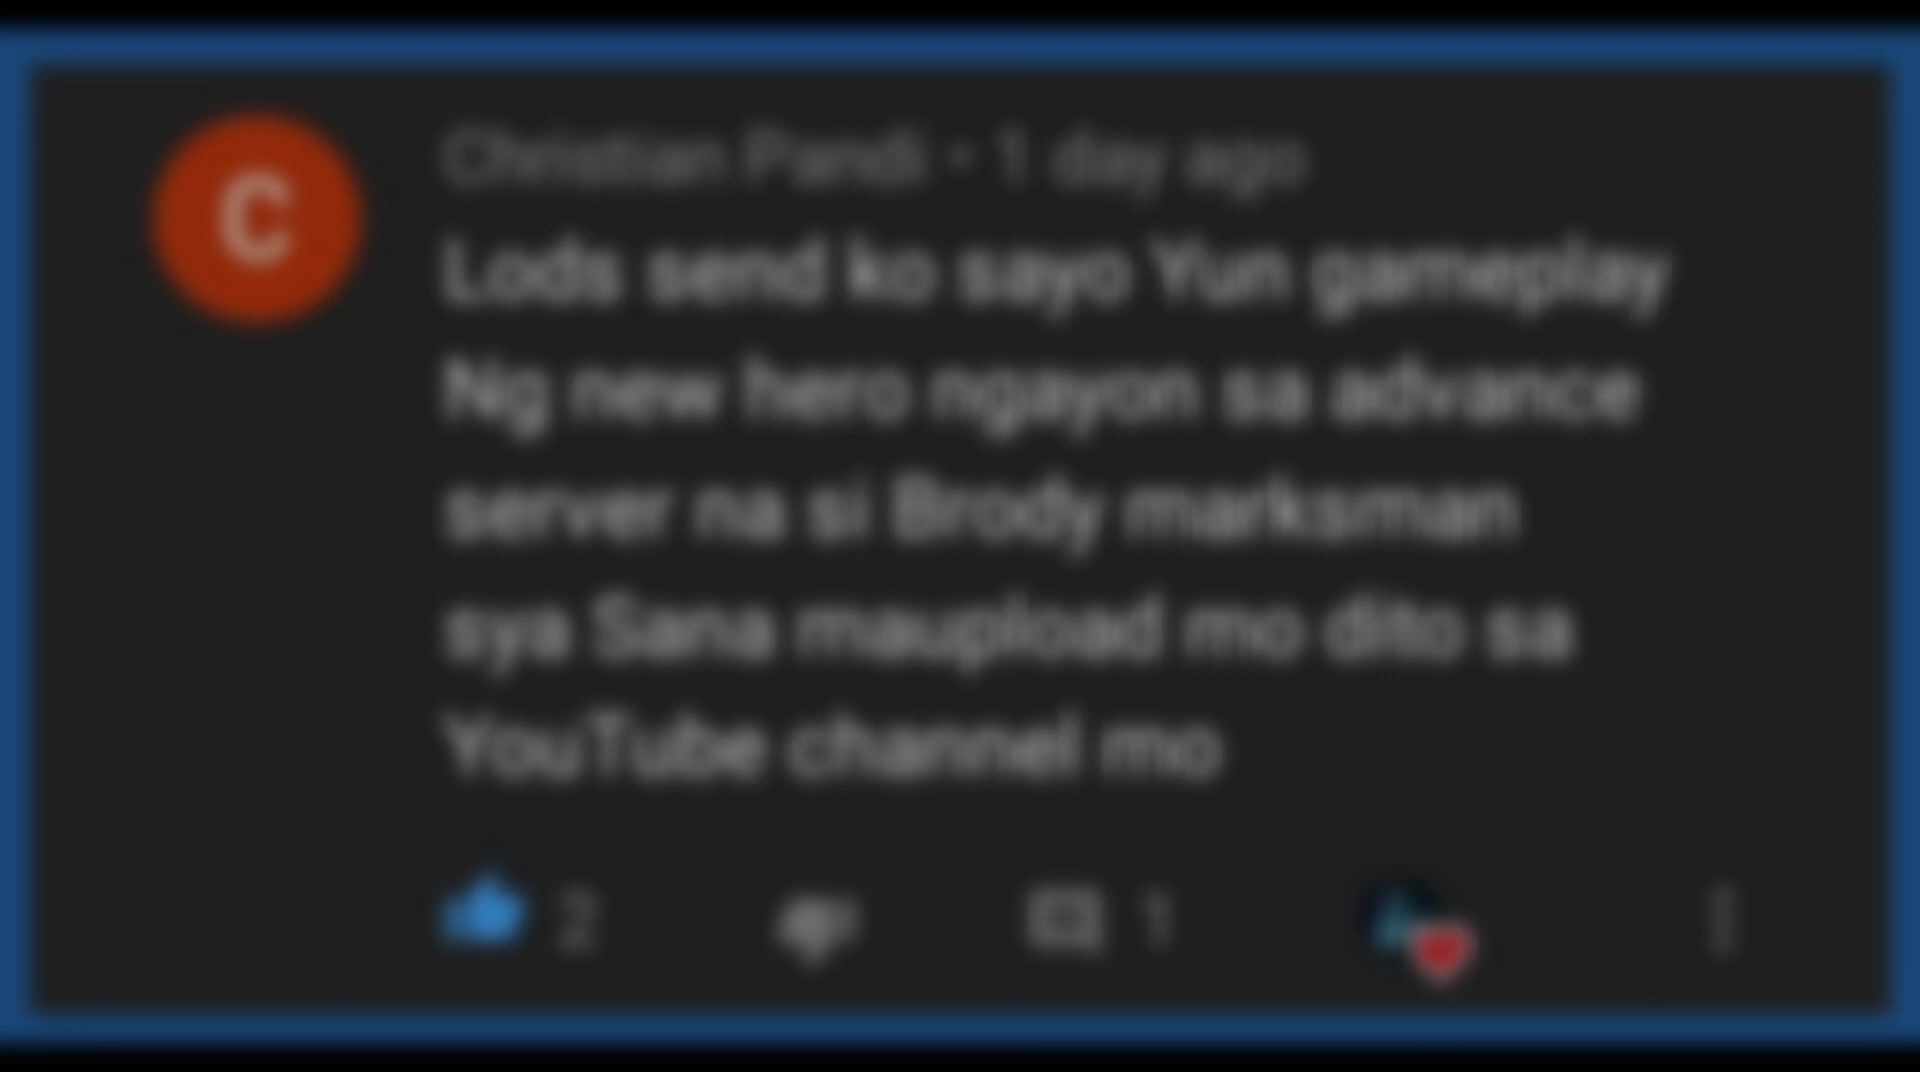 C
Christian Pandi • 1 day ago
Lods send ko sayo Yun gameplay
Ng new hero ngayon sa advance
server na si Brody marksman
sya Sana maupload mo dito sa
YouTube channel mo
2 1